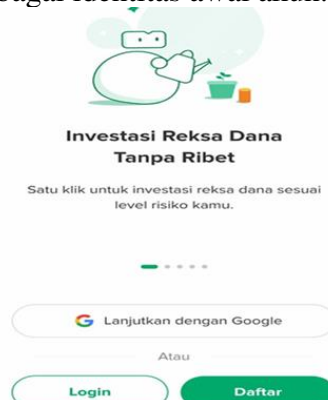 Investasi Reksa Dana
Tanpa Ribet
Satu klik untuk investasi reksa dana sesuai
level risiko kamu.
Lanjutkan dengan Google
Atau
Login
Daftar